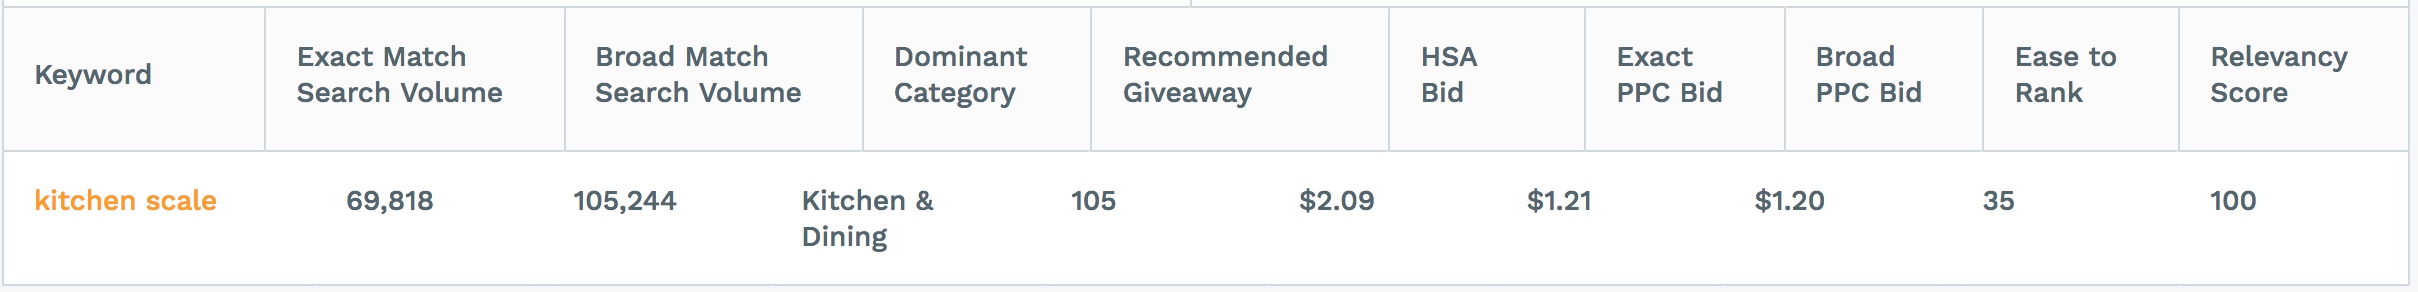 Keyword
Exact Match
Search Volume
Broad Match
Search Volume
Dominant
Category
Recommended
Giveaway
HSA
Bid
Exact
PPC Bid
Broad
PPC Bid
Ease to
Rank
Relevancy
Score
kitchen scale
69,818
105,244
Kitchen &
Dining
105
$2.09
$1.21
$1.20
35
100